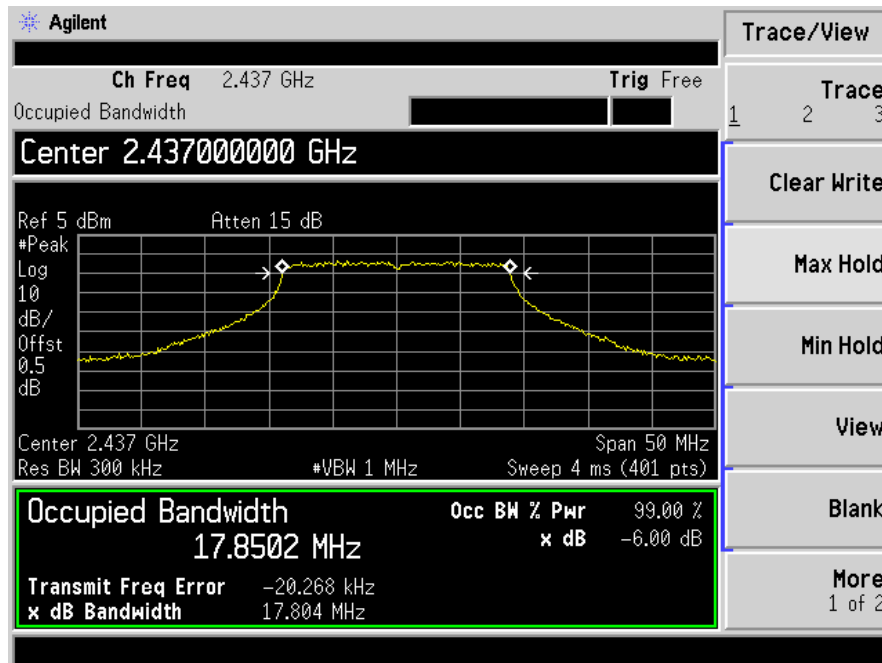 Agilent
Trace/View
Ch Freq 2.437 GHz Trig Free
Occupied Bandwidth
Trace
1 2 3
Center 2.437000000 GHz
Clear Write
Ref 5 dBm Atten 15 dB
#Peak
Log
10
dB/
Offst
0.5
dB
Max Hold
Min Hold
View
Center 2.437 GHz Span 50 MHz
Res BW 300 kHz #VBW 1 MHz Sweep 4 ms (401 pts)
Occupied Bandwidth
17.8502 MHz
Occ BW % Pwr 99.00 %
x dB -6.00 dB
Blank
Transmit Freq Error -20.268 kHz
x dB Bandwidth 17.804 MHz
More
1 of 2